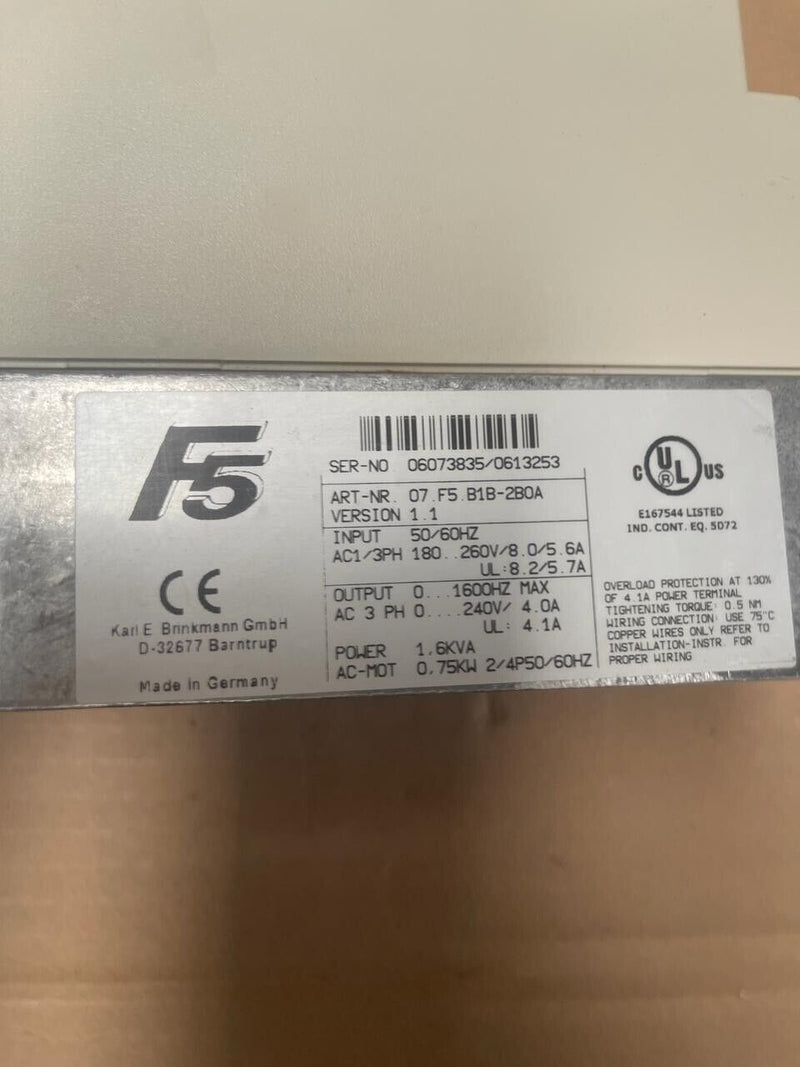 F5
CE
Karl E. Brinkmann GmbH
D-32677 Barntrup
Made in Germany
SER-NO 06073835/0613253
ART-NR. 07.F5.B1B-2B0A
VERSION 1.1
INPUT 50/60HZ
AC1/3PH 180..260V/8.0/5.6A
UL:8.2/5.7A
OUTPUT 0...1600HZ MAX
AC 3 PH 0....240V/ 4.0A
UL: 4.1A
POWER 1.6KVA
AC-MOT 0.75KW 2/4P50/60HZ
C UL US
®
E167544 LISTED
IND. CONT. EQ. 5D72
OVERLOAD PROTECTION AT 130%
OF 4.1A POWER TERMINAL
TIGHTENING TORQUE: 0.5 NM
WIRING CONNECTION: USE 75°C
COPPER WIRES ONLY REFER TO
INSTALLATION-INSTR. FOR
PROPER WIRING